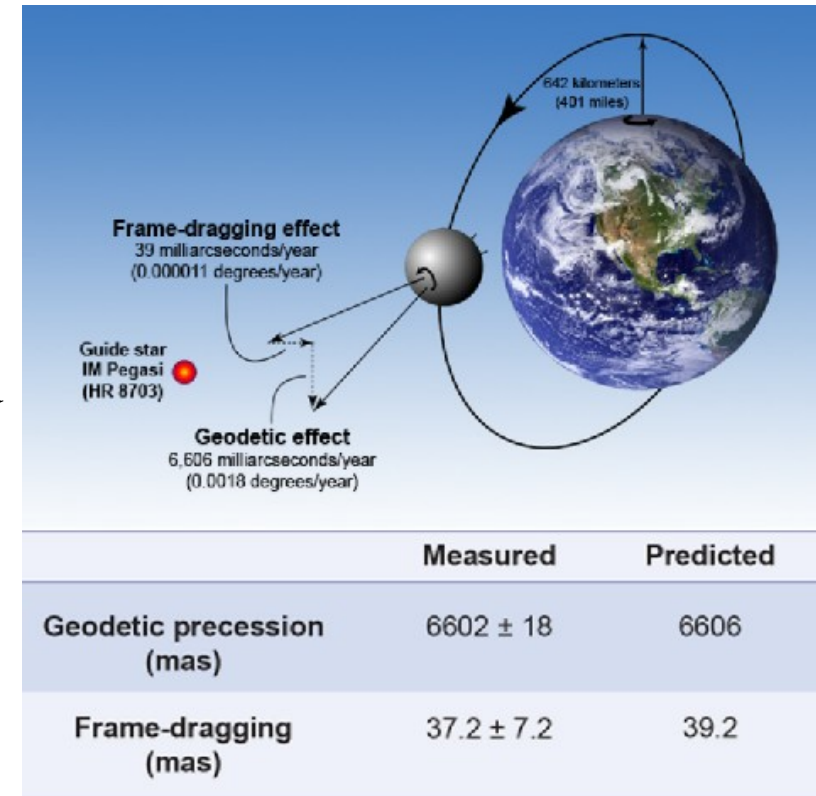 642 kilometers
(401 miles)
Frame-dragging effect
39 milliarcseconds/year
(0.000011 degrees/year)
Guide star
IM Pegasi
(HR 8703)
Geodetic effect
6,606 milliarcseconds/year
(0.0018 degrees/year)
Measured Predicted
Geodetic precession 6602 ± 18 6606
(mas)
Frame-dragging 37.2 ± 7.2 39.2
(mas)